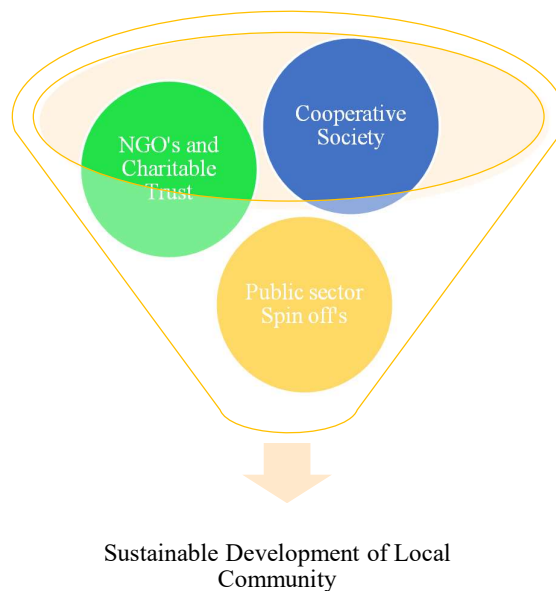 Cooperative
Society
NGO's and
Charitable
Trust
Public sector
Spin off's
Sustainable Development of Local
Community